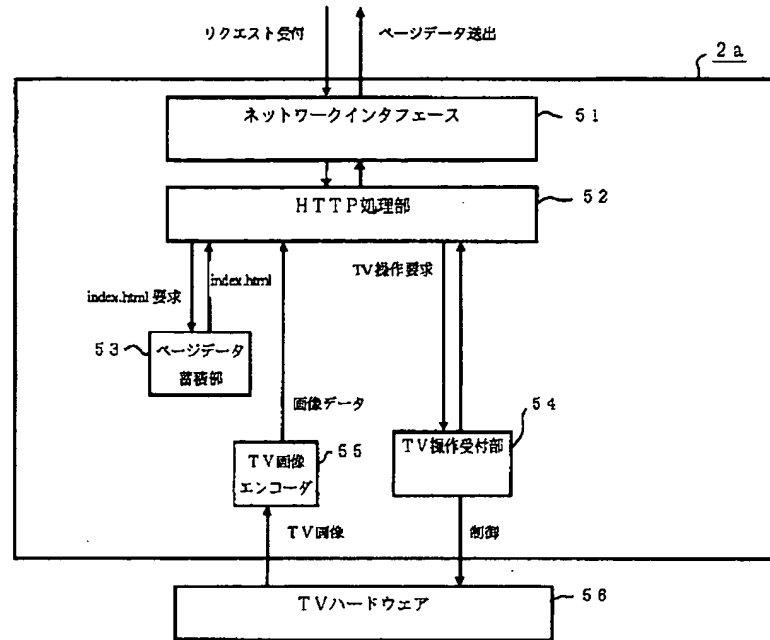 リクエスト受付
ページデータ送出
2a
ネットワークインタフェース
51
HTTP処理部
52
TV操作要求
index.html
index.html 要求
53
ページデータ
蓄積部
画像データ
54
55
TV操作受付部
TV画像
エンコーダ
TV画像
制御
TVハードウェア
56